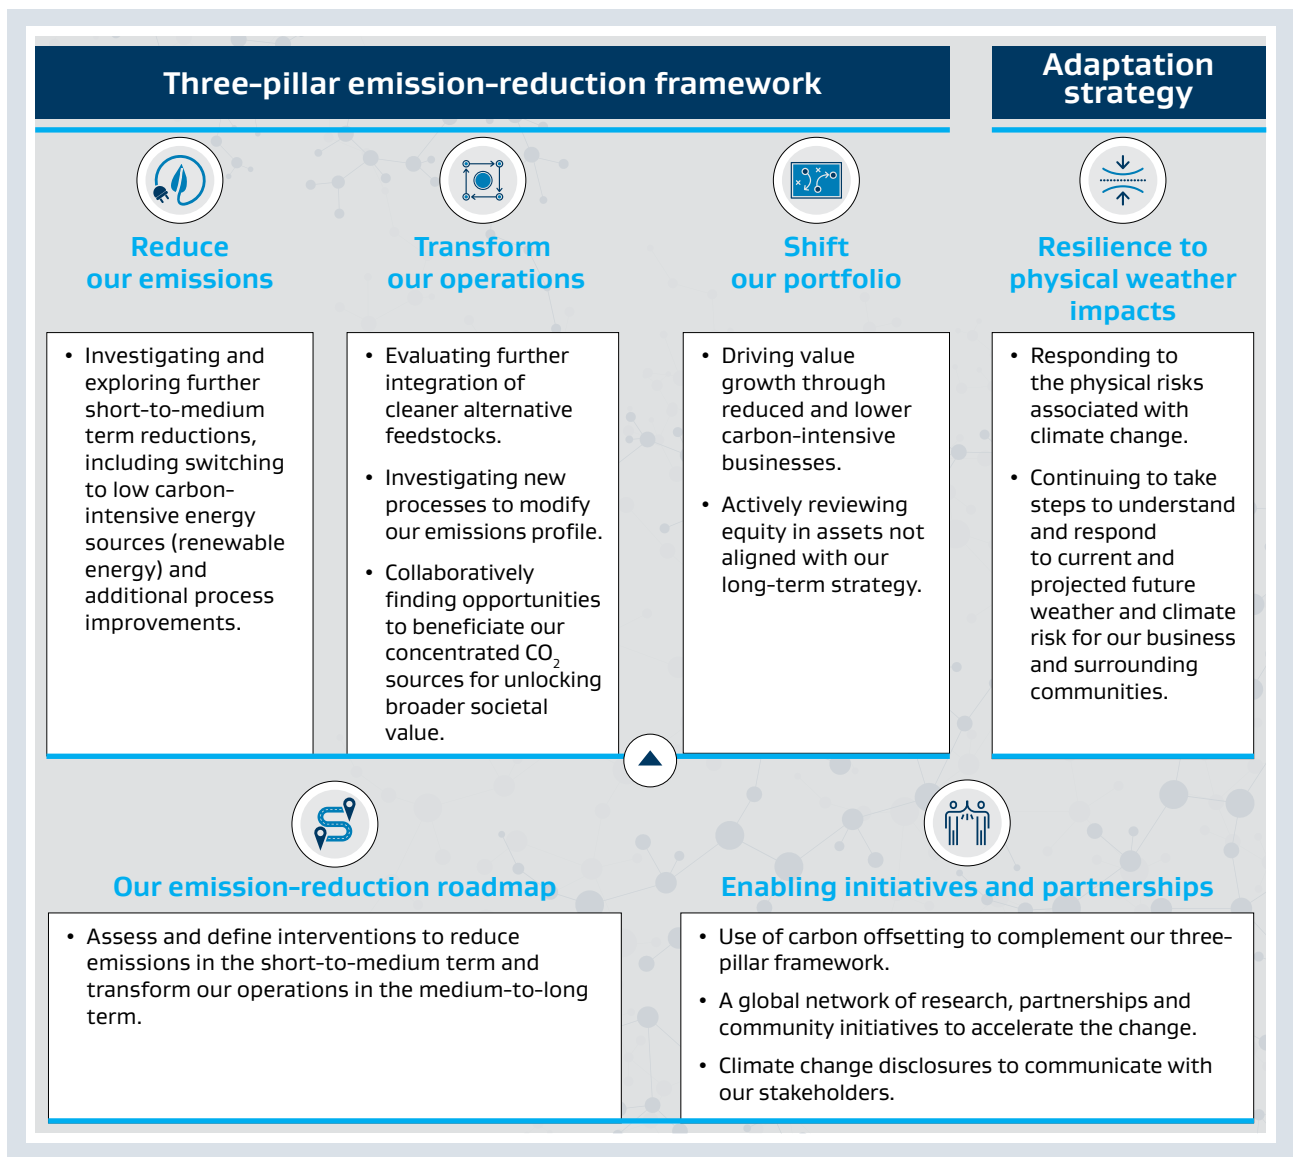 Three-pillar emission-reduction framework
Adaptation
strategy
Reduce
our emissions
• Investigating and
exploring further
short-to-medium
term reductions,
including switching
to low carbon-
intensive energy
sources (renewable
energy) and
additional process
improvements.
Transform
our operations
• Evaluating further
integration of
cleaner alternative
feedstocks.
• Investigating new
processes to modify
our emissions profile.
• Collaboratively
finding opportunities
to beneficiate our
concentrated CO₂
sources for unlocking
broader societal
value.
Shift
our portfolio
• Driving value
growth through
reduced and lower
carbon-intensive
businesses.
• Actively reviewing
equity in assets not
aligned with our
long-term strategy.
Resilience to
physical weather
impacts
• Responding to
the physical risks
associated with
climate change.
• Continuing to take
steps to understand
and respond
to current and
projected future
weather and climate
risk for our business
and surrounding
communities.
Our emission-reduction roadmap
• Assess and define interventions to reduce
emissions in the short-to-medium term and
transform our operations in the medium-to-long
term.
Enabling initiatives and partnerships
• Use of carbon offsetting to complement our three-
pillar framework.
• A global network of research, partnerships and
community initiatives to accelerate the change.
• Climate change disclosures to communicate with
our stakeholders.